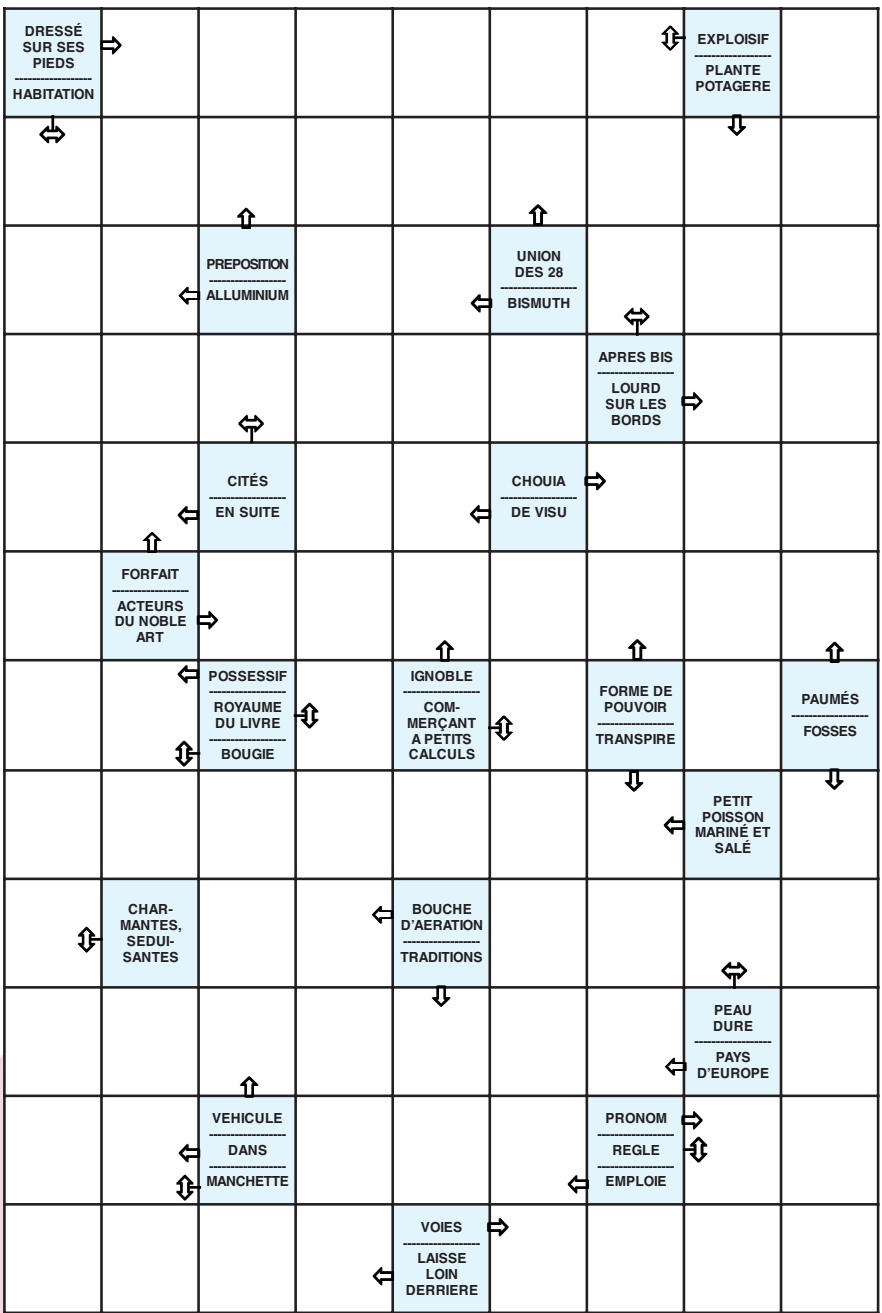 DRESSÉ
SUR SES
PIEDS
HABITATION
EXPLOISIF
PLANTE
POTAGERE
PREPOSITION
ALLUMINIUM
UNION
DES 28
BISMUTH
APRES BIS
LOURD
SUR LES
BORDS
CITÉS
EN SUITE
CHOUIA
DE VISU
FORFAIT
ACTEURS
DU NOBLE
ART
POSSESSIF
ROYAUME
DU LIVRE
BOUGIE
IGNOBLE
COM-
MERÇANT
A PETITS
CALCULS
FORME DE
POUVOIR
TRANSPIRE
PAUMÉS
FOSSES
PETIT
POISSON
MARINÉ ET
SALÉ
CHAR-
MANTES,
SEDUI-
SANTES
BOUCHE
D'AERATION
TRADITIONS
PEAU
DURE
PAYS
D'EUROPE
VEHICULE
DANS
MANCHETTE
PRONOM
REGLE
EMPLOIE
VOIES
LAISSE
LOIN
DERRIERE